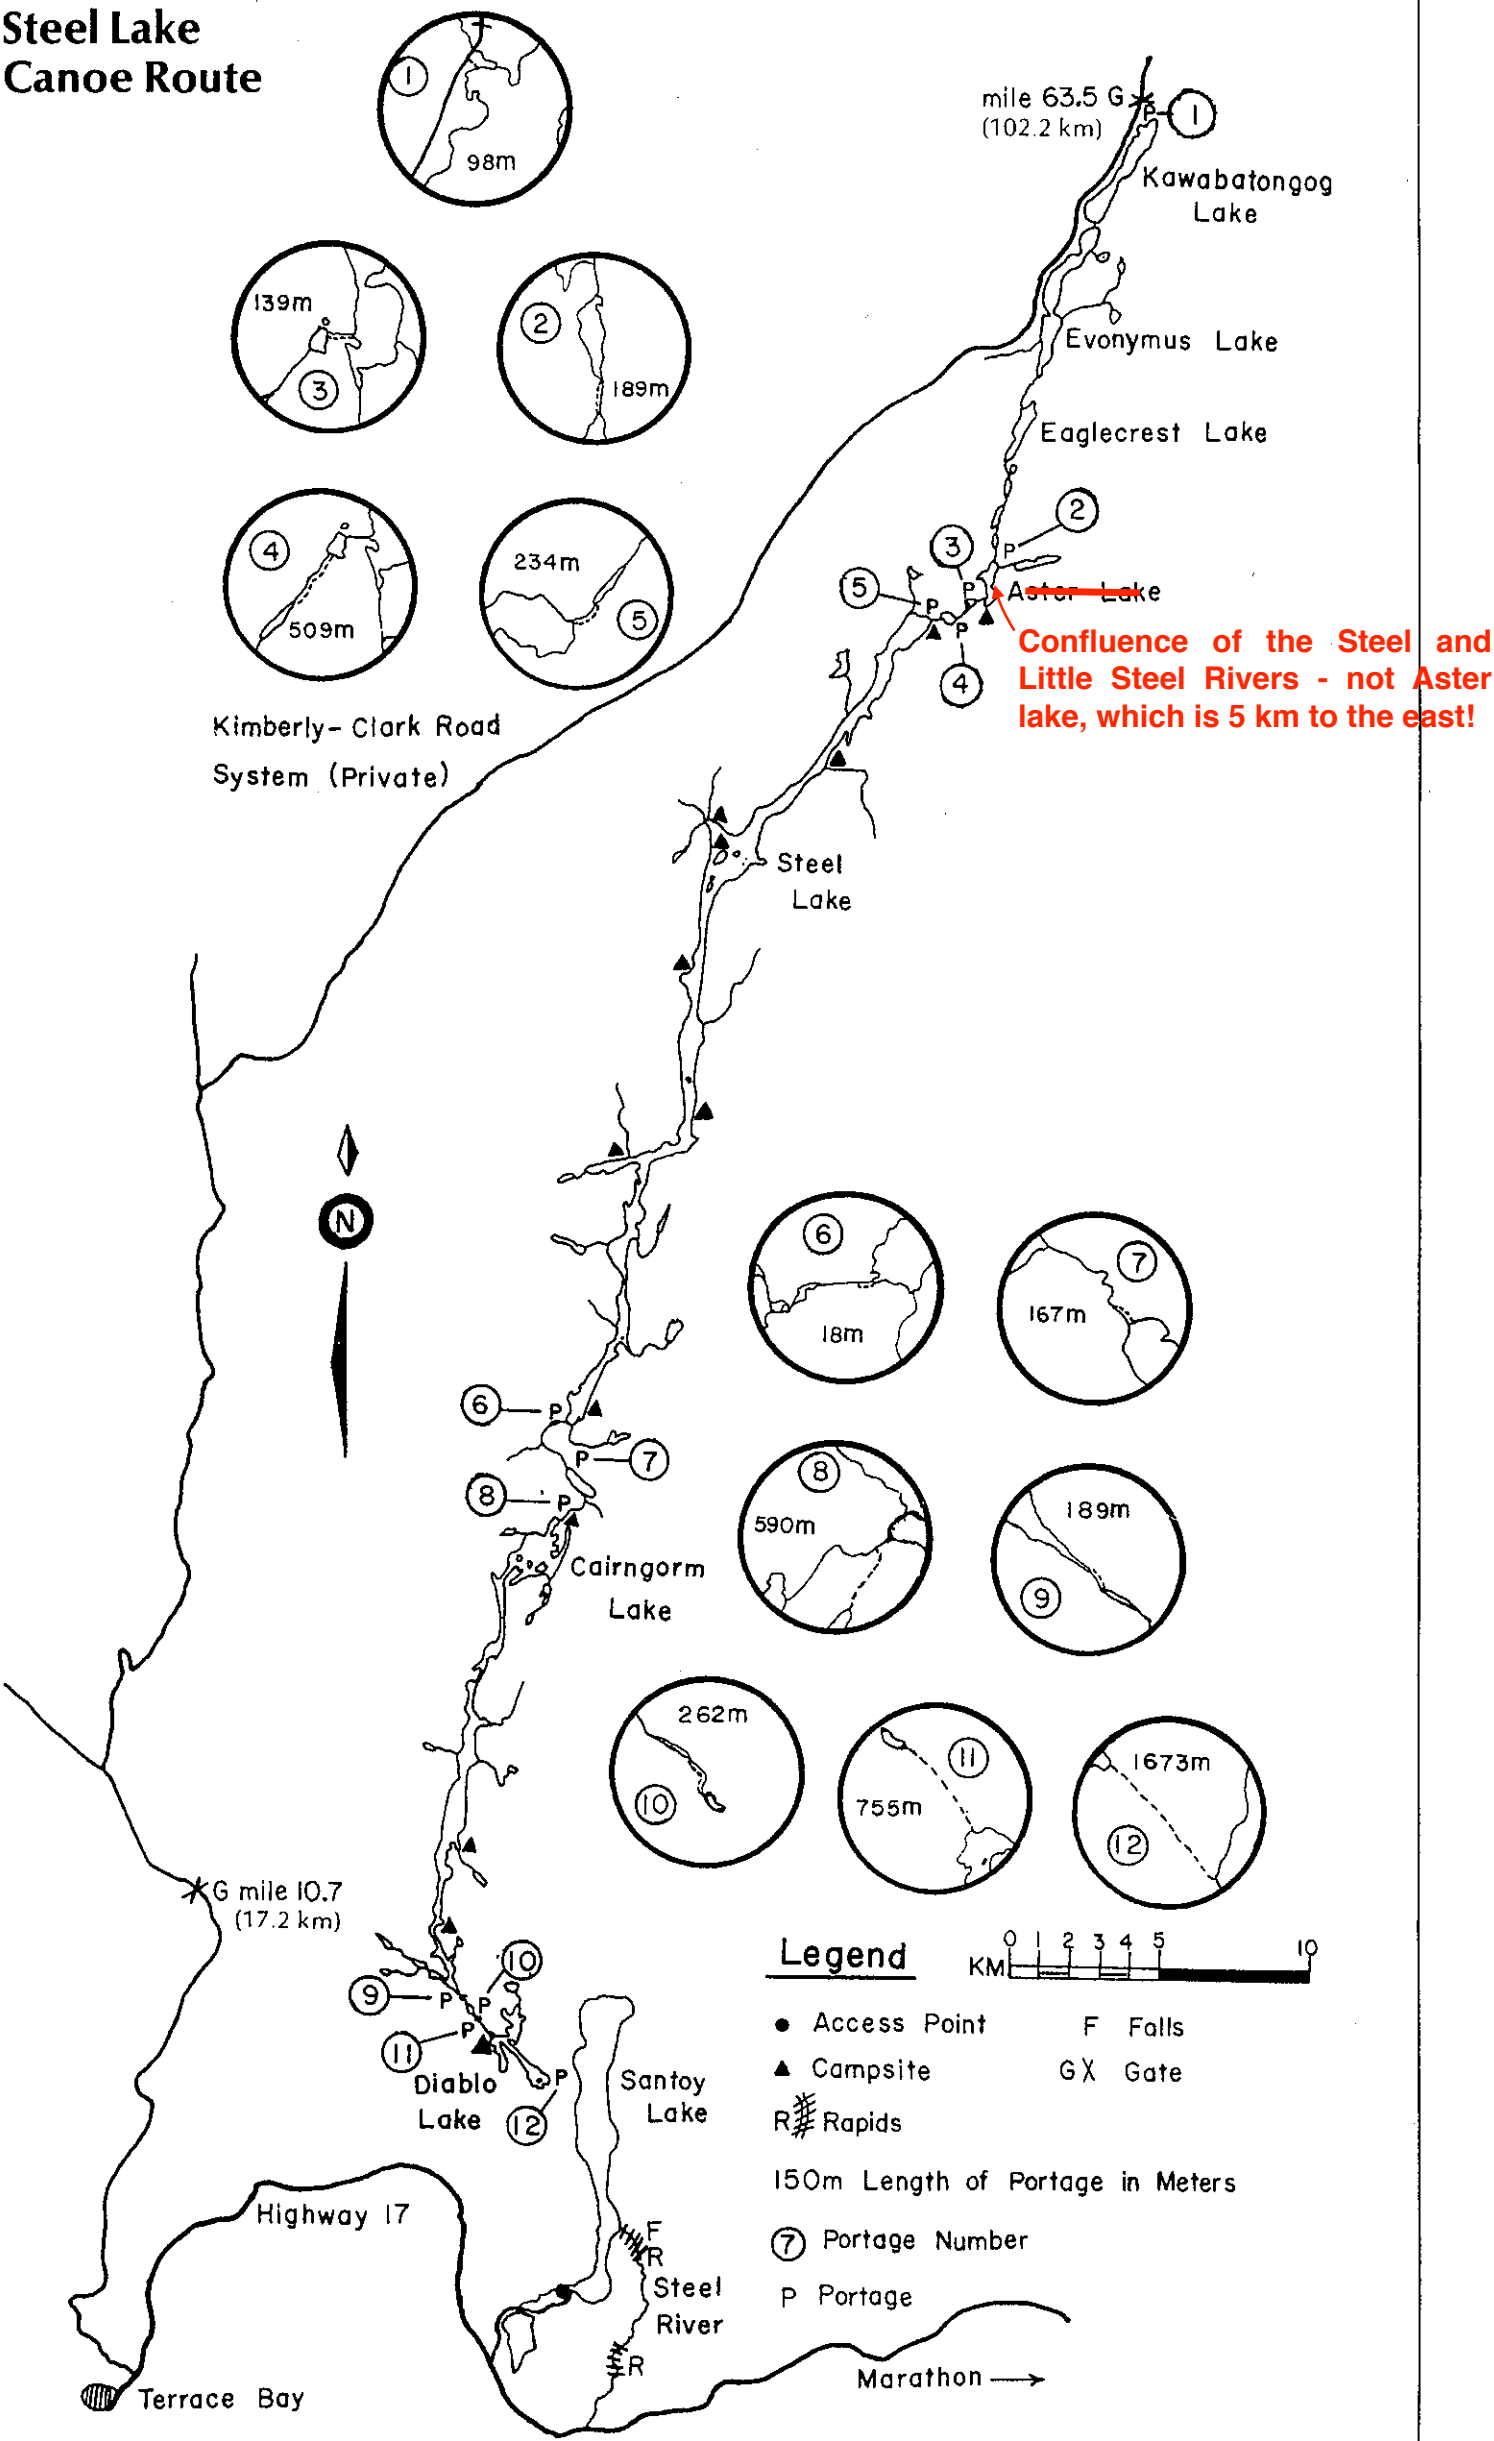 Steel Lake
Canoe Route
1
98m
mile 63.5 G
(102.2 km)
P
1
Kawabatongog
Lake
139m
3
2
189m
Evonymus Lake
Eaglecrest Lake
4
509m
234m
5
2
P
3
P
5
P
P
4
Aster Lake
Confluence of the Steel and
Little Steel Rivers - not Aster
lake, which is 5 km to the east!
Kimberly-Clark Road
System (Private)
Steel
Lake
N
6
18m
7
167m
6
P
P
7
8
P
8
590m
9
189m
Cairngorm
Lake
262m
10
11
755m
1673m
12
G mile 10.7
(17.2 km)
10
9
P
P
11
P
Diablo
Lake
P
12
Santoy
Lake
Legend
KM
0 1 2 3 4 5 10
Access Point
F Falls
Campsite
GX Gate
R Rapids
150m Length of Portage in Meters
7 Portage Number
P Portage
Highway 17
F
R
Steel
River
R
Marathon
Terrace Bay